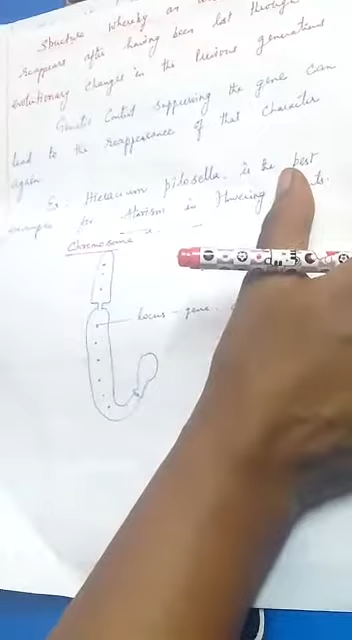 Structure whereby an
reappears after having been lost through
evolutionary changes in the Previous generations
Genetic Control suppressing the gene can
lead to the reappearance of that character
again
Ex. Hieracium pilosella. is the best
example for Atavism in Flowering
Chromosome
locus - gene.